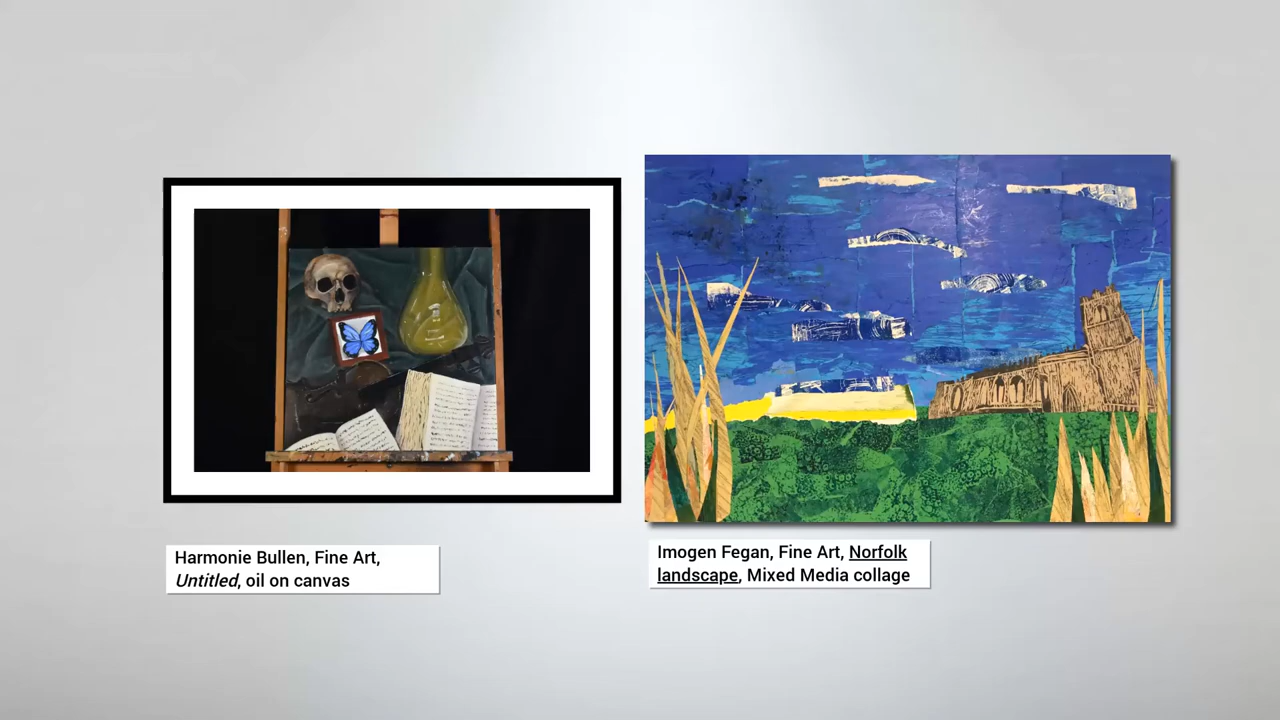 Harmonie Bullen, Fine Art,
Untitled, oil on canvas
Imogen Fegan, Fine Art, Norfolk
landscape, Mixed Media collage